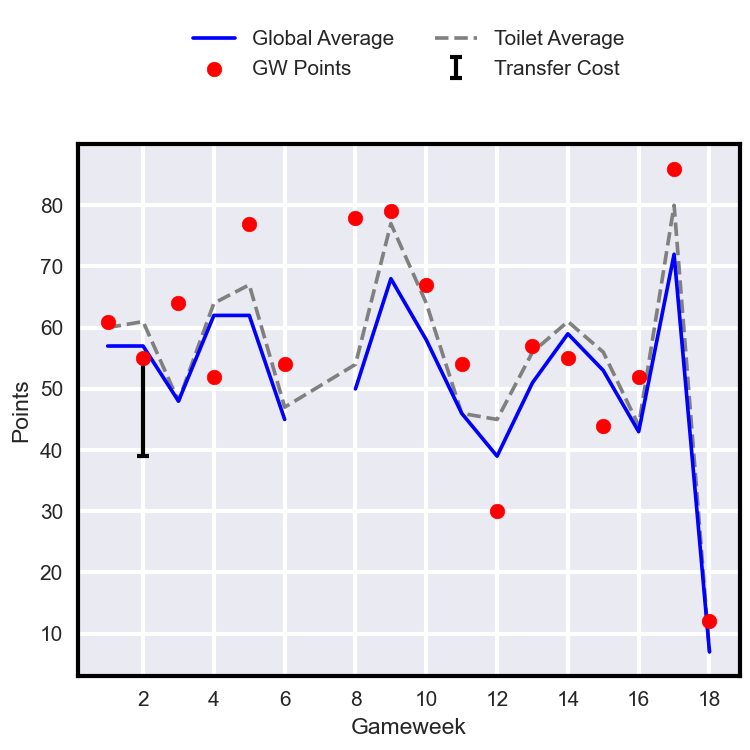 Global Average
Toilet Average
GW Points
Transfer Cost
80
70
60
50
40
30
20
10
Points
2 4 6 8 10 12 14 16 18
Gameweek